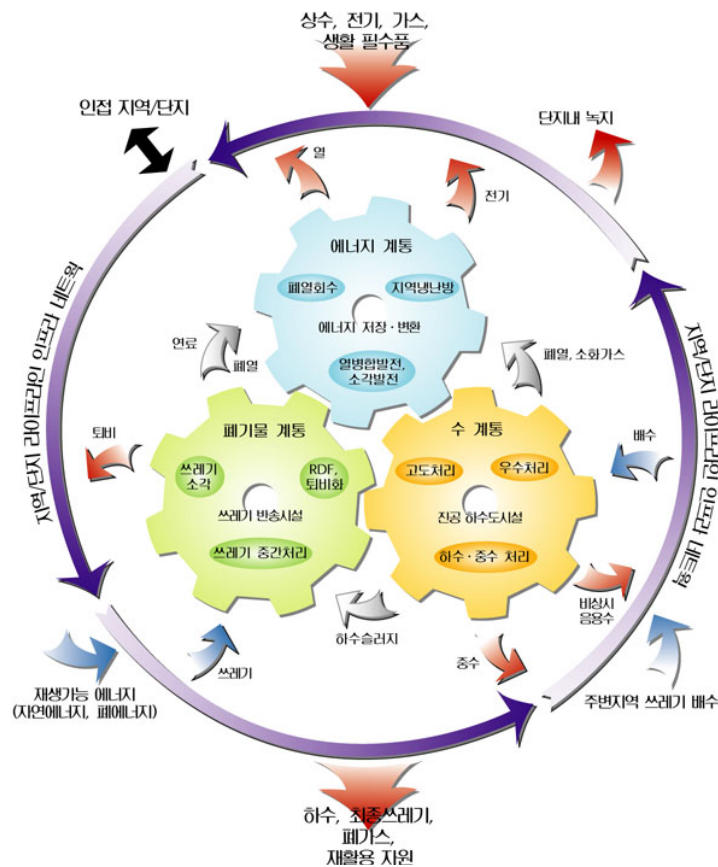 상수, 전기, 가스,
생활 필수품
인접 지역/단지
단지내 녹지
열
전기
에너지 계통
폐열회수
지역냉난방
에너지 저장·변환
열병합발전,
소각발전
연료
폐열
폐열, 소화가스
지역/단지 라이프라인 인프라 네트웍
지역/단지 라이프라인 인프라 네트웍
퇴비
폐기물 계통
쓰레기
소각
RDF,
퇴비화
쓰레기 반송시설
쓰레기 중간처리
수 계통
고도처리
우수처리
진공 하수도시설
하수·중수 처리
배수
비상시
음용수
하수슬러지
쓰레기
중수
재생가능 에너지
(자연에너지, 폐에너지)
주변지역 쓰레기 배수
하수, 최종쓰레기,
폐가스,
재활용 자원